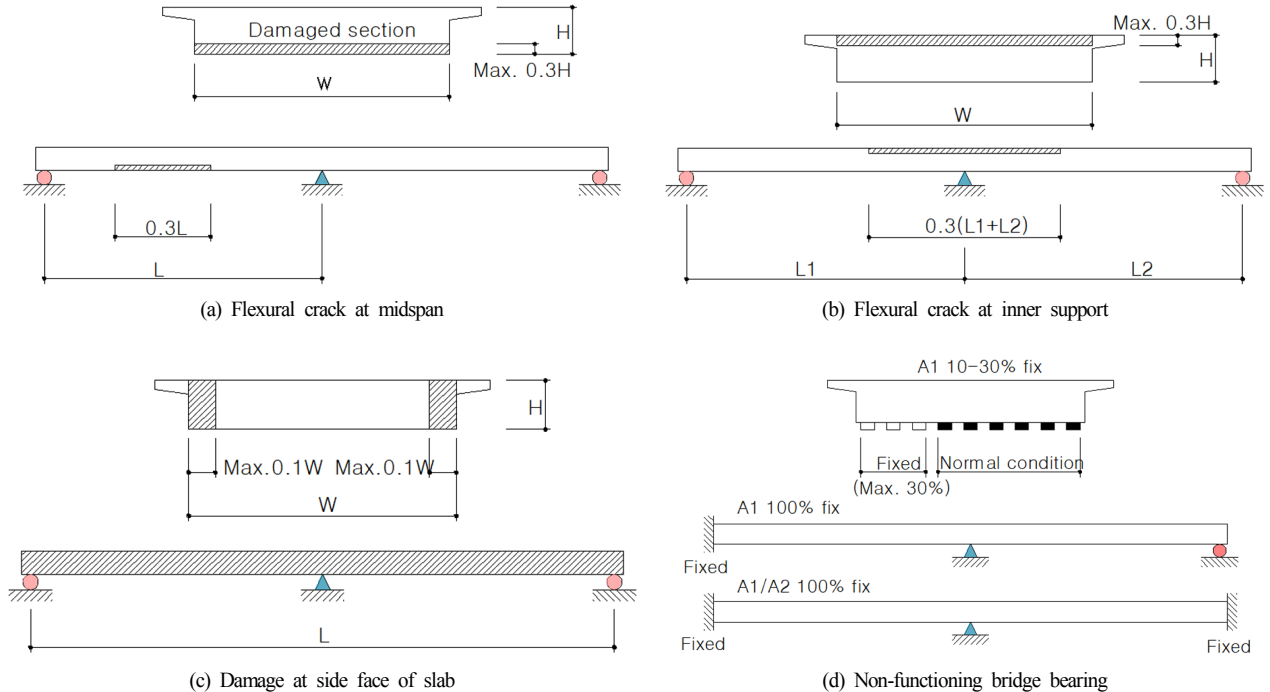 Damaged section
H
Max. 0.3H
W
0.3L
L
(a) Flexural crack at midspan
Max. 0.3H
H
W
0.3(L1+L2)
L1
L2
(b) Flexural crack at inner support
H
Max.0.1W Max.0.1W
W
L
(c) Damage at side face of slab
A1 10-30% fix
Fixed Normal condition
(Max. 30%)
A1 100% fix
Fixed
A1/A2 100% fix
Fixed Fixed
(d) Non-functioning bridge bearing